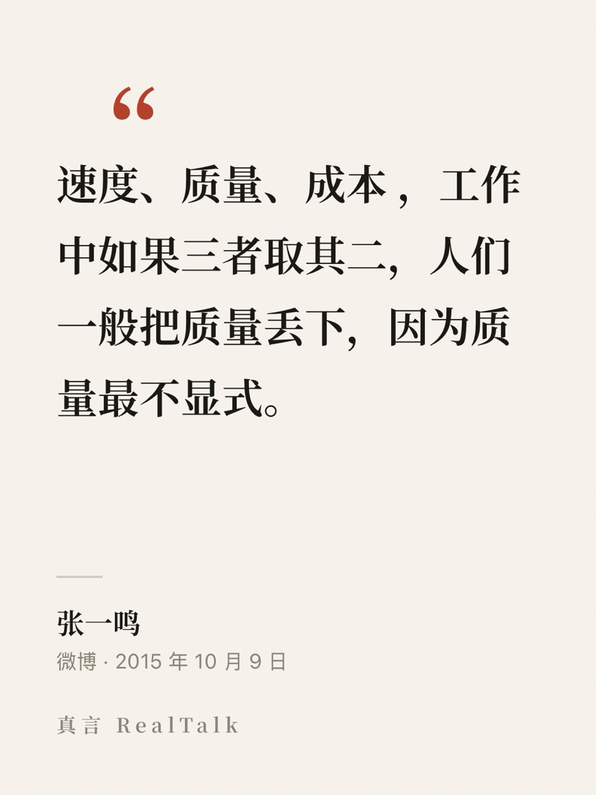 “
速度、质量、成本 ，工作
中如果三者取其二，人们
一般把质量丢下，因为质
量最不显式。
张一鸣
微博 · 2015 年 10 月 9 日
真言 RealTalk